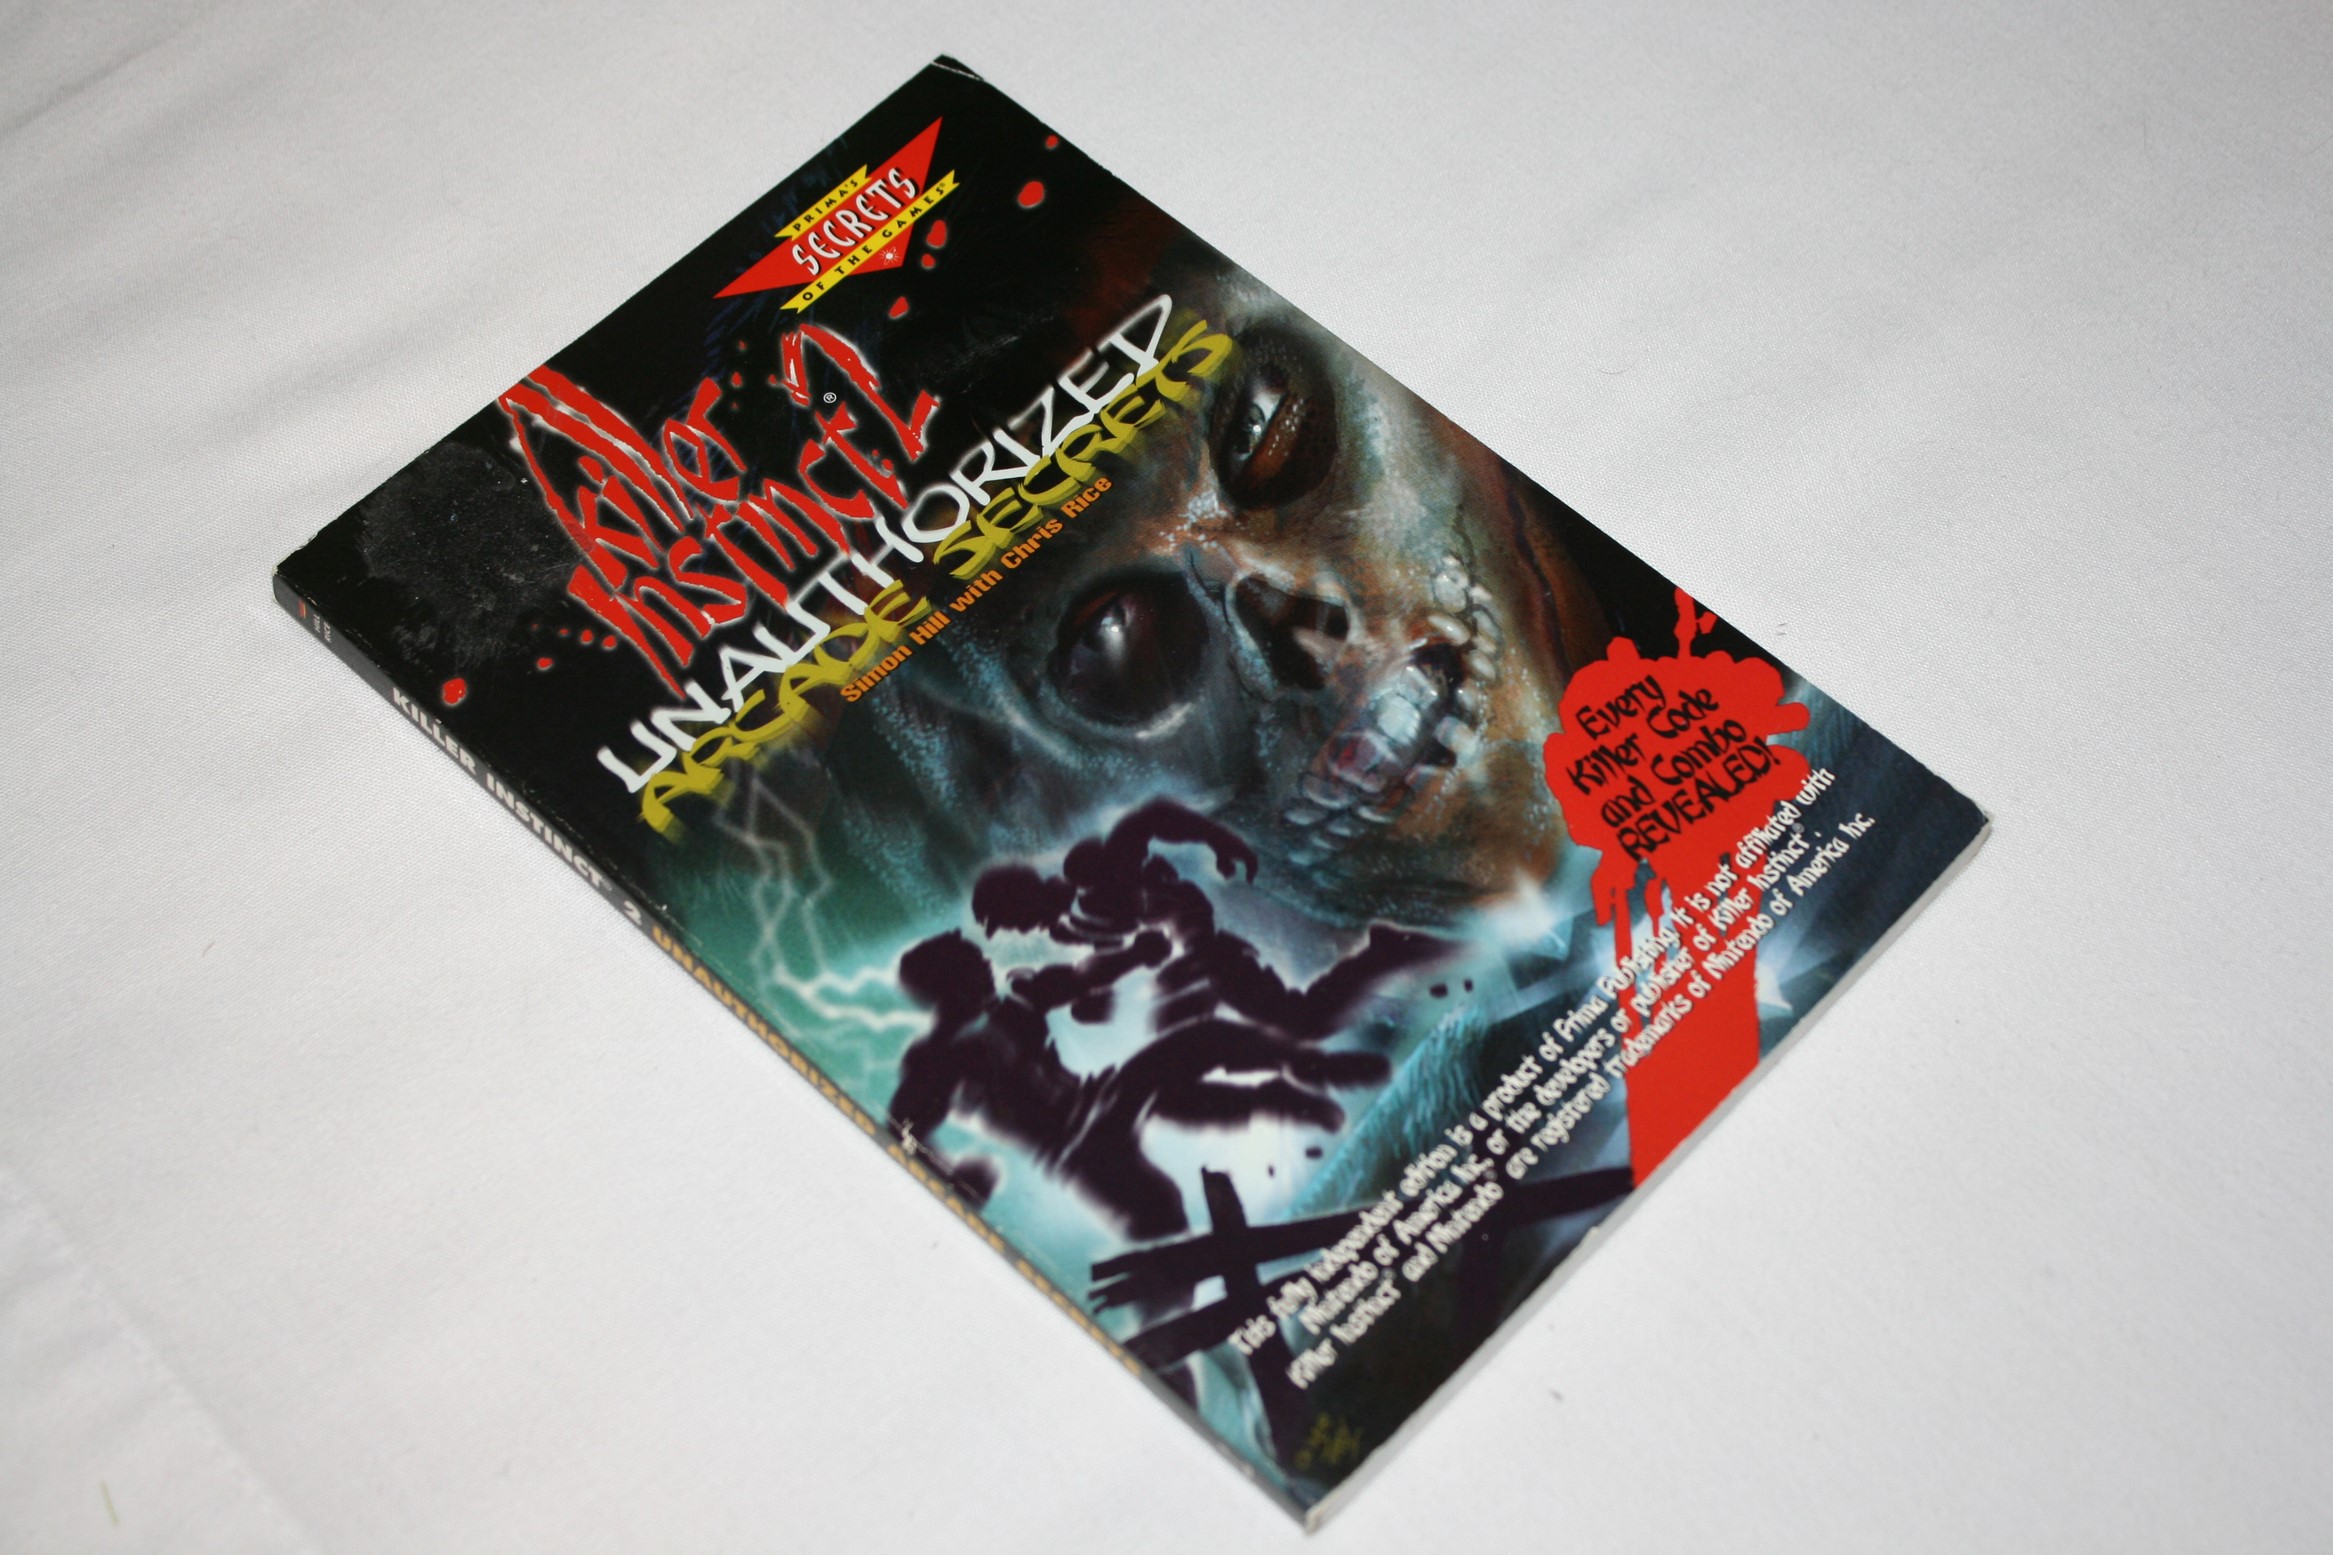 PRIMA'S
SECRETS
OF THE GAMES®
Killer
Instinct® 2
UNAUTHORIZED
ARCADE SECRETS
Simon Hill with Chris Rice
Every
Killer Code
and Combo
REVEALED!
This fully independent edition is a product of Prima Publishing. It is not affiliated with
Nintendo of America Inc. or the developers or publisher of Killer Instinct®.
Killer Instinct® and Nintendo® are registered trademarks of Nintendo of America Inc.
HILL
RICE
KILLER INSTINCT® 2 UNAUTHORIZED ARCADE SECRETS